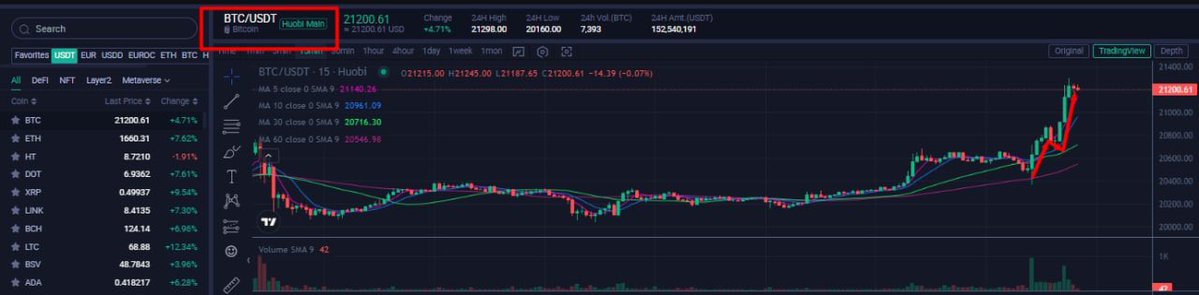 Search
BTC/USDT Huobi Main
Bitcoin
21200.61
≈ 21200.61 USD
Change
+4.71%
24H High
21298.00
24H Low
20160.00
24h Vol.(BTC)
7,393
24H Amt.(USDT)
152,540,191
Favorites USDT EUR USDD EUROC ETH BTC H
30min 1hour 4hour 1day 1week 1mon
Original TradingView Depth
All DeFi NFT Layer2 Metaverse
Coin Last Price Change
BTC 21200.61 +4.71%
ETH 1660.31 +7.62%
HT 8.7210 -1.91%
DOT 6.9362 +7.61%
XRP 0.49937 +9.54%
LINK 8.4135 +7.30%
BCH 124.14 +6.96%
LTC 68.88 +12.34%
BSV 48.7843 +3.96%
ADA 0.418217 +6.28%
BTC/USDT · 15 · Huobi O21215.00 H21245.00 L21187.65 C21200.61 -14.39 (-0.07%)
MA 5 close 0 SMA 9 21140.26
MA 10 close 0 SMA 9 20961.09
MA 30 close 0 SMA 9 20716.30
MA 60 close 0 SMA 9 20546.98
Volume SMA 9 42
21400.00
21200.61
20800.00
20600.00
20400.00
20200.00
20000.00
1K
42